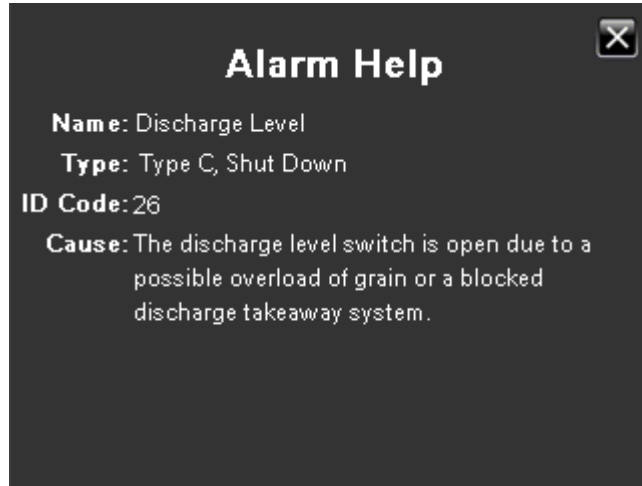 Alarm Help
Name: Discharge Level
Type: Type C, Shut Down
ID Code: 26
Cause: The discharge level switch is open due to a
possible overload of grain or a blocked
discharge takeaway system.